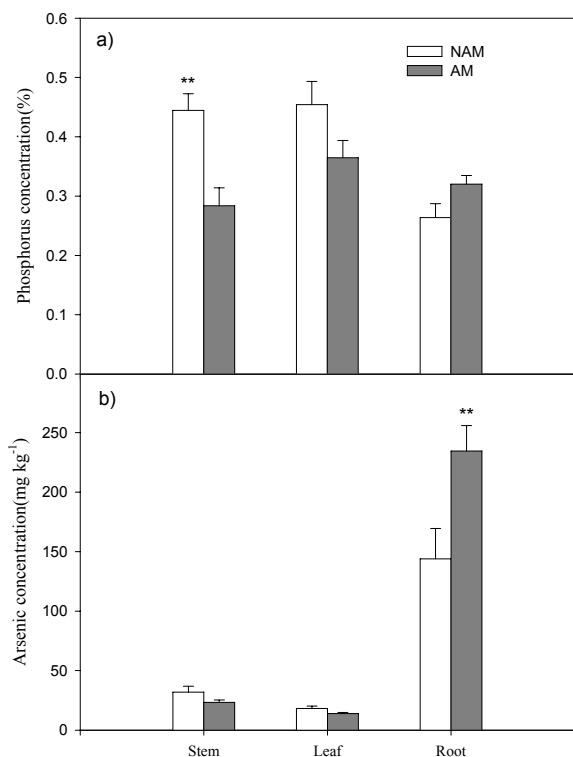 a)
NAM
AM
**
Phosphorus concentration(%)
0.6
0.5
0.4
0.3
0.2
0.1
0.0
b)
**
Arsenic concentration(mg kg⁻¹)
250
200
150
100
50
0
Stem Leaf Root